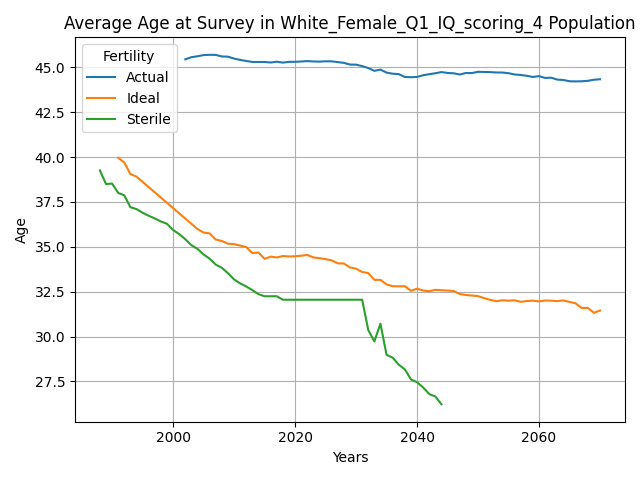 Average Age at Survey in White_Female_Q1_IQ_scoring_4 Population
Fertility
Actual
Ideal
Sterile
45.0
42.5
40.0
37.5
35.0
32.5
30.0
27.5
Age
2000
2020
2040
2060
Years